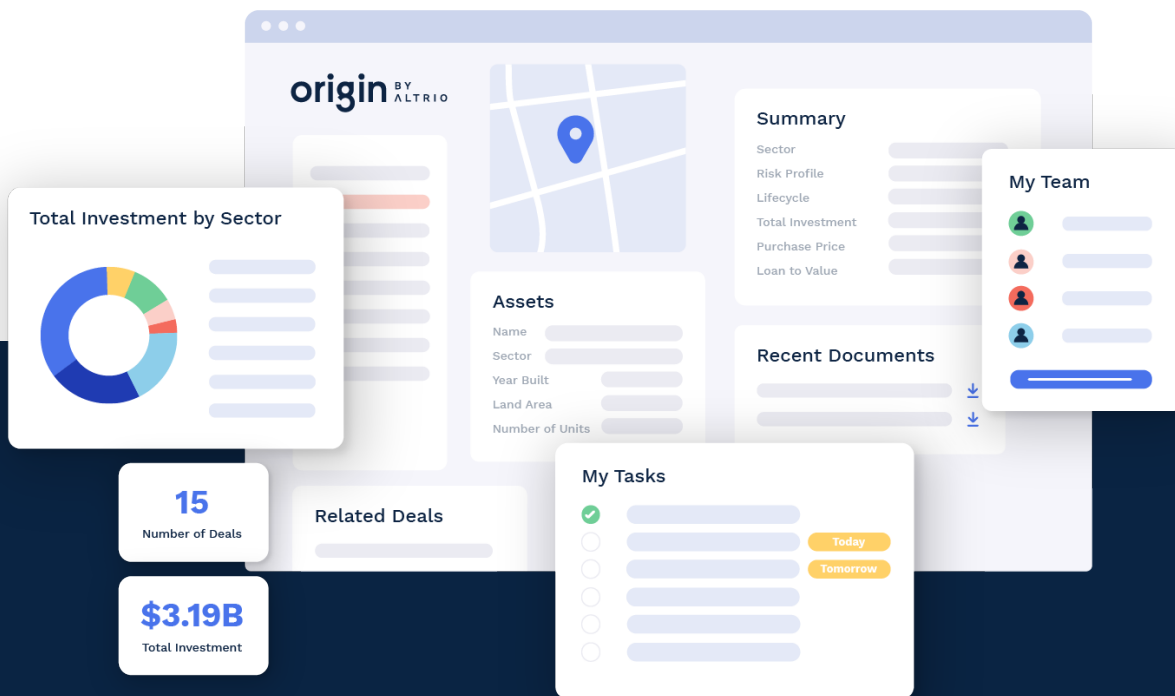 origin BY
ALTRIO
Summary
Sector
Risk Profile
Lifecycle
Total Investment
Purchase Price
Loan to Value
My Team
Total Investment by Sector
Assets
Name
Sector
Year Built
Land Area
Number of Units
Recent Documents
15
Number of Deals
$3.19B
Total Investment
Related Deals
My Tasks
Today
Tomorrow